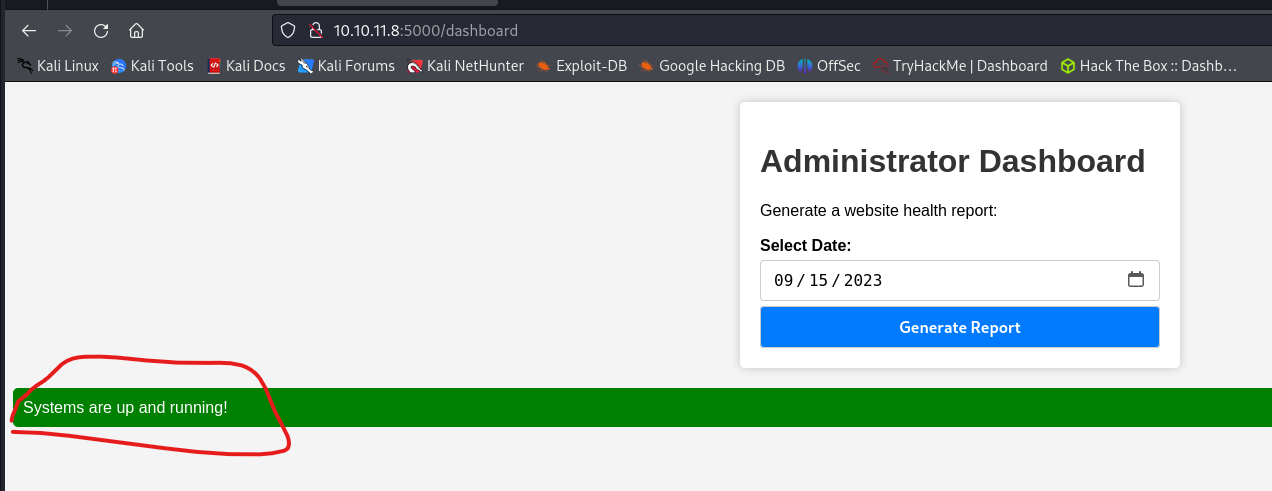 10.10.11.8:5000/dashboard
Kali Linux Kali Tools Kali Docs Kali Forums Kali NetHunter Exploit-DB Google Hacking DB OffSec TryHackMe | Dashboard Hack The Box :: Dashb…
Administrator Dashboard
Generate a website health report:
Select Date:
09/15/2023
Generate Report
Systems are up and running!